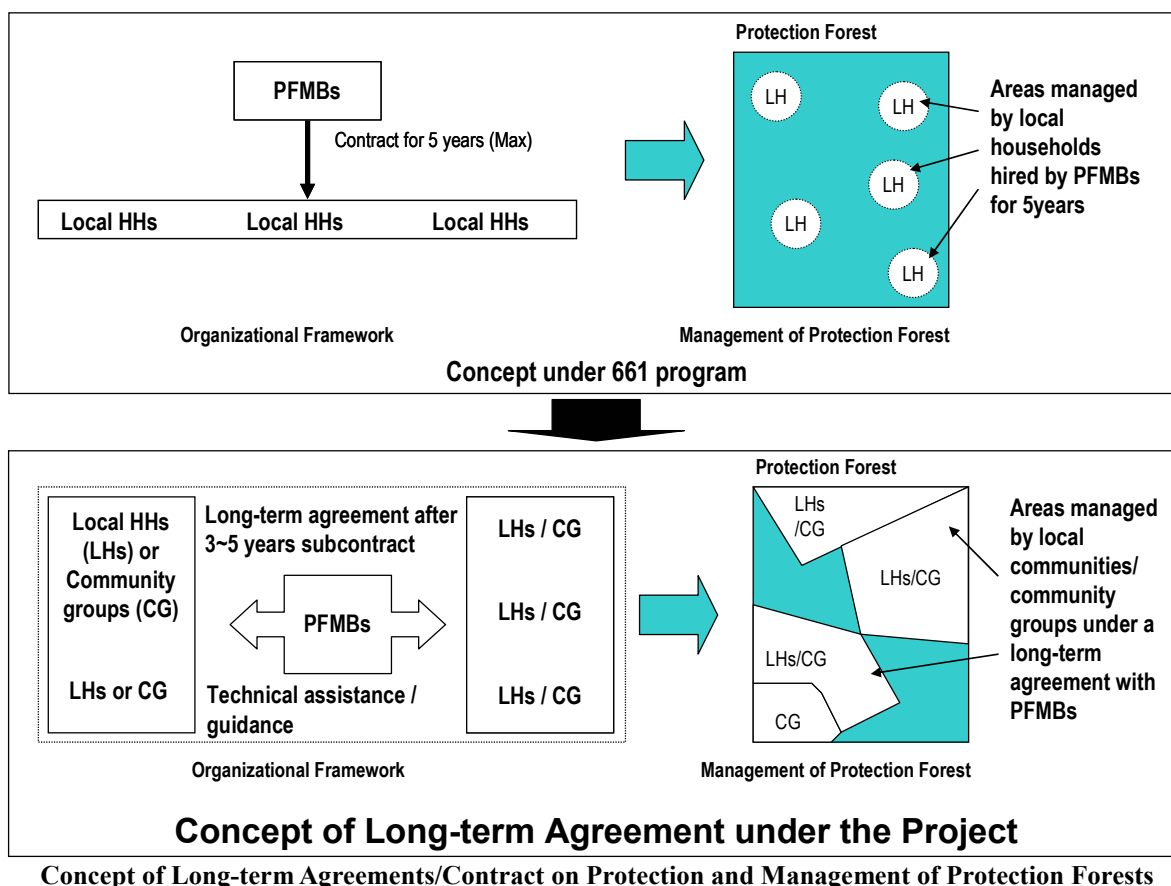 PFMBs
Contract for 5 years (Max)
Local HHs
Local HHs
Local HHs
Organizational Framework
Protection Forest
LH
LH
LH
LH
LH
Areas managed
by local
households
hired by PFMBs
for 5years
Management of Protection Forest
Concept under 661 program
Local HHs
(LHs) or
Community
groups (CG)
LHs or CG
Long-term agreement after
3~5 years subcontract
PFMBs
Technical assistance /
guidance
LHs / CG
LHs / CG
LHs / CG
Organizational Framework
Protection Forest
LHs
/CG
LHs/CG
LHs/CG
CG
Areas managed
by local
communities/
community
groups under a
long-term
agreement with
PFMBs
Management of Protection Forest
Concept of Long-term Agreement under the Project
Concept of Long-term Agreements/Contract on Protection and Management of Protection Forests